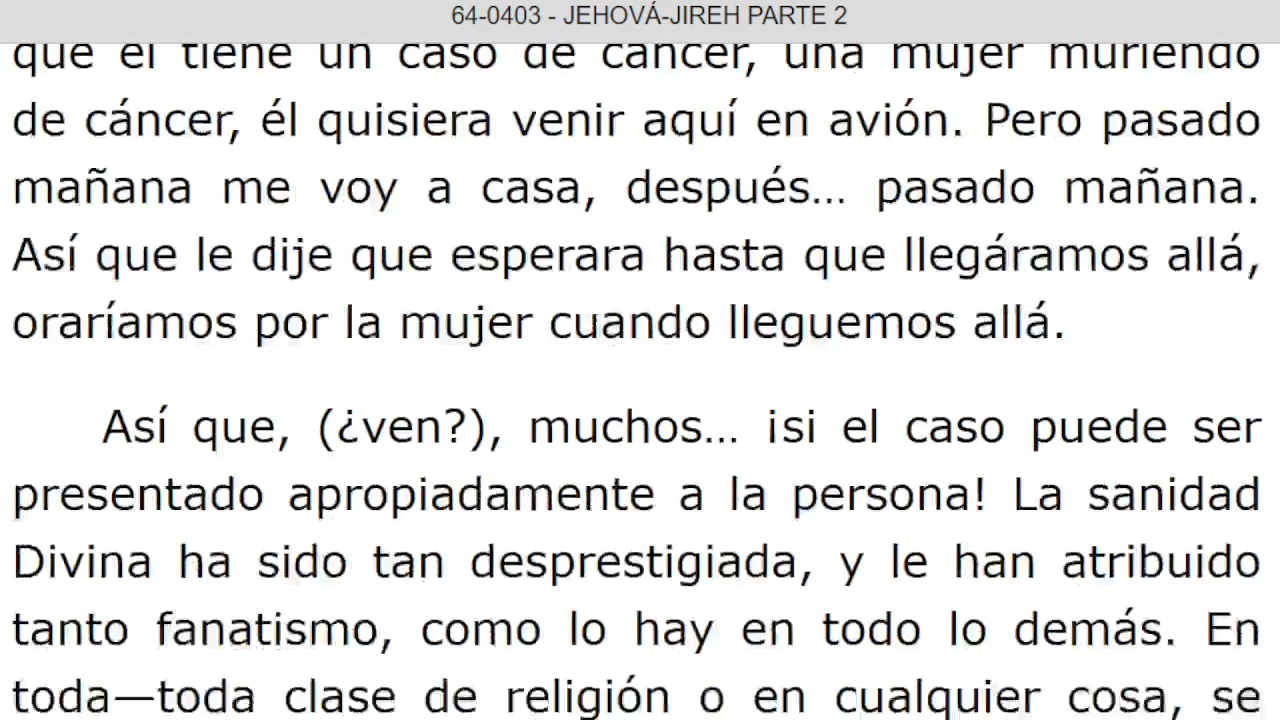 64-0403 - JEHOVÁ-JIREH PARTE 2
que él tiene un caso de cáncer, una mujer muriendo
de cáncer, él quisiera venir aquí en avión. Pero pasado
mañana me voy a casa, después… pasado mañana.
Así que le dije que esperara hasta que llegáramos allá,
oraríamos por la mujer cuando lleguemos allá.
Así que, (¿ven?), muchos… ¡si el caso puede ser
presentado apropiadamente a la persona! La sanidad
Divina ha sido tan desprestigiada, y le han atribuido
tanto fanatismo, como lo hay en todo lo demás. En
toda—toda clase de religión o en cualquier cosa, se